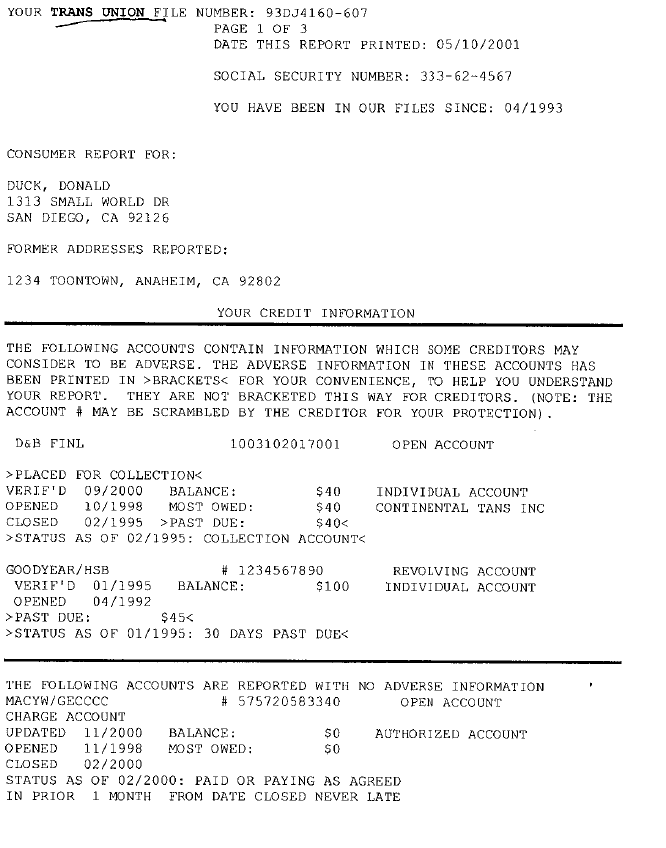 YOUR TRANS UNION FILE NUMBER: 93DJ4160-607
PAGE 1 OF 3
DATE THIS REPORT PRINTED: 05/10/2001
SOCIAL SECURITY NUMBER: 333-62-4567
YOU HAVE BEEN IN OUR FILES SINCE: 04/1993
CONSUMER REPORT FOR:
DUCK, DONALD
1313 SMALL WORLD DR
SAN DIEGO, CA 92126
FORMER ADDRESSES REPORTED:
1234 TOONTOWN, ANAHEIM, CA 92802
YOUR CREDIT INFORMATION
THE FOLLOWING ACCOUNTS CONTAIN INFORMATION WHICH SOME CREDITORS MAY
CONSIDER TO BE ADVERSE. THE ADVERSE INFORMATION IN THESE ACCOUNTS HAS
BEEN PRINTED IN >BRACKETS< FOR YOUR CONVENIENCE, TO HELP YOU UNDERSTAND
YOUR REPORT. THEY ARE NOT BRACKETED THIS WAY FOR CREDITORS. (NOTE: THE
ACCOUNT # MAY BE SCRAMBLED BY THE CREDITOR FOR YOUR PROTECTION).
D&B FINL 1003102017001 OPEN ACCOUNT
>PLACED FOR COLLECTION<
VERIF'D 09/2000 BALANCE: $40 INDIVIDUAL ACCOUNT
OPENED 10/1998 MOST OWED: $40 CONTINENTAL TANS INC
CLOSED 02/1995 >PAST DUE: $40<
>STATUS AS OF 02/1995: COLLECTION ACCOUNT<
GOODYEAR/HSB # 1234567890 REVOLVING ACCOUNT
VERIF'D 01/1995 BALANCE: $100 INDIVIDUAL ACCOUNT
OPENED 04/1992
>PAST DUE: $45<
>STATUS AS OF 01/1995: 30 DAYS PAST DUE<
THE FOLLOWING ACCOUNTS ARE REPORTED WITH NO ADVERSE INFORMATION
MACYW/GECCCC # 575720583340 OPEN ACCOUNT
CHARGE ACCOUNT
UPDATED 11/2000 BALANCE: $0 AUTHORIZED ACCOUNT
OPENED 11/1998 MOST OWED: $0
CLOSED 02/2000
STATUS AS OF 02/2000: PAID OR PAYING AS AGREED
IN PRIOR 1 MONTH FROM DATE CLOSED NEVER LATE